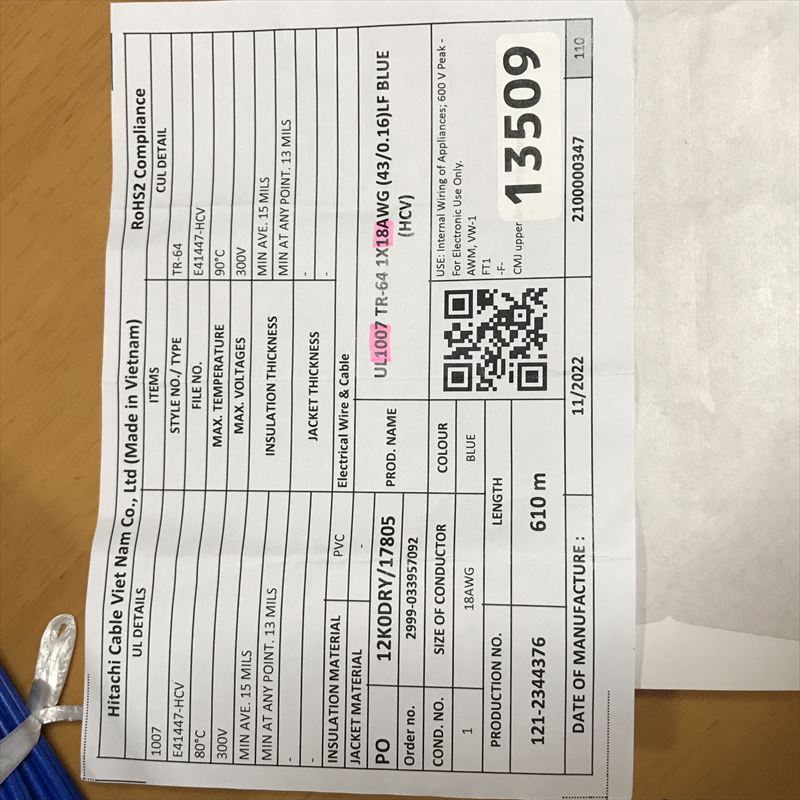 Hitachi Cable Viet Nam Co., Ltd (Made in Vietnam) RoHS2 Compliance
UL DETAILS ITEMS CUL DETAIL
1007 STYLE NO./ TYPE TR-64
E41447-HCV FILE NO. E41447-HCV
80°C MAX. TEMPERATURE 90°C
300V MAX. VOLTAGES 300V
MIN AVE. 15 MILS INSULATION THICKNESS MIN AVE. 15 MILS
MIN AT ANY POINT. 13 MILS MIN AT ANY POINT. 13 MILS
- JACKET THICKNESS -
- -
INSULATION MATERIAL PVC Electrical Wire & Cable
JACKET MATERIAL -
PO 12K0DRY/17805 PROD. NAME UL1007 TR-64 1X18AWG (43/0.16)LF BLUE
(HCV)
Order no. 2999-033957092
COND. NO. SIZE OF CONDUCTOR COLOUR
1 18AWG BLUE
USE: Internal Wiring of Appliances; 600 V Peak -
For Electronic Use Only.
AWM, VW-1
FT1
-F-
CMJ upper
13509
PRODUCTION NO. LENGTH
121-2344376 610 m
DATE OF MANUFACTURE : 11/2022 2100000347 110